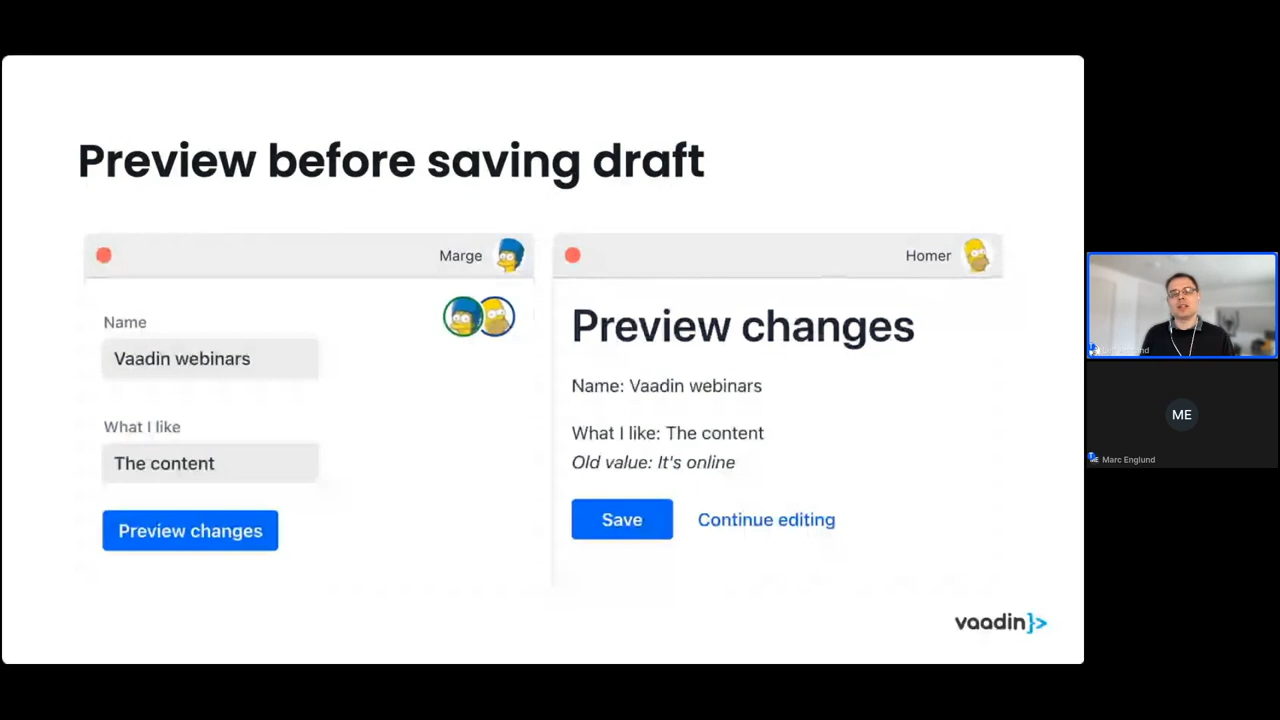 Preview before saving draft
Marge
Name
Vaadin webinars
What I like
The content
Preview changes
Homer
Preview changes
Name: Vaadin webinars
What I like: The content
Old value: It's online
Save
Continue editing
vaadin}>
ME
Marc Englund